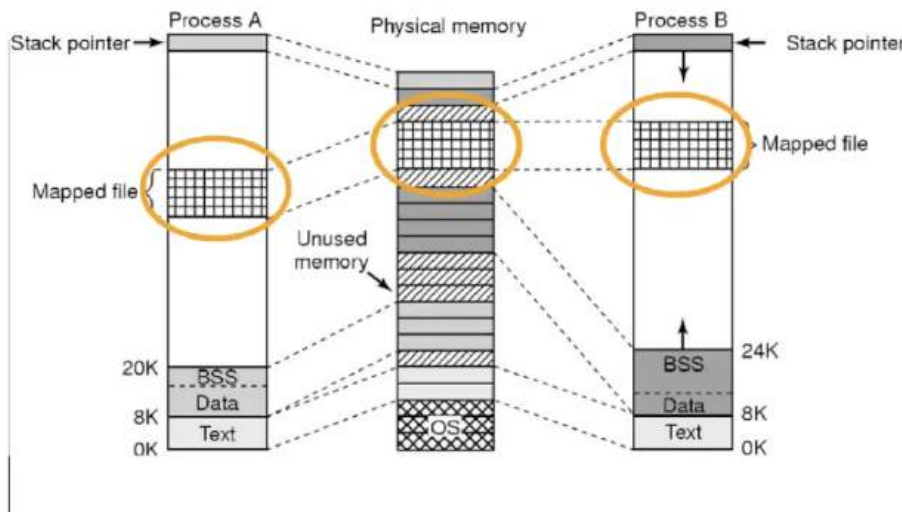 Process A
Physical memory
Process B
Stack pointer
Stack pointer
Mapped file
Mapped file
Unused
memory
20K
BSS
Data
8K
Text
0K
OS
24K
BSS
Data
8K
Text
0K